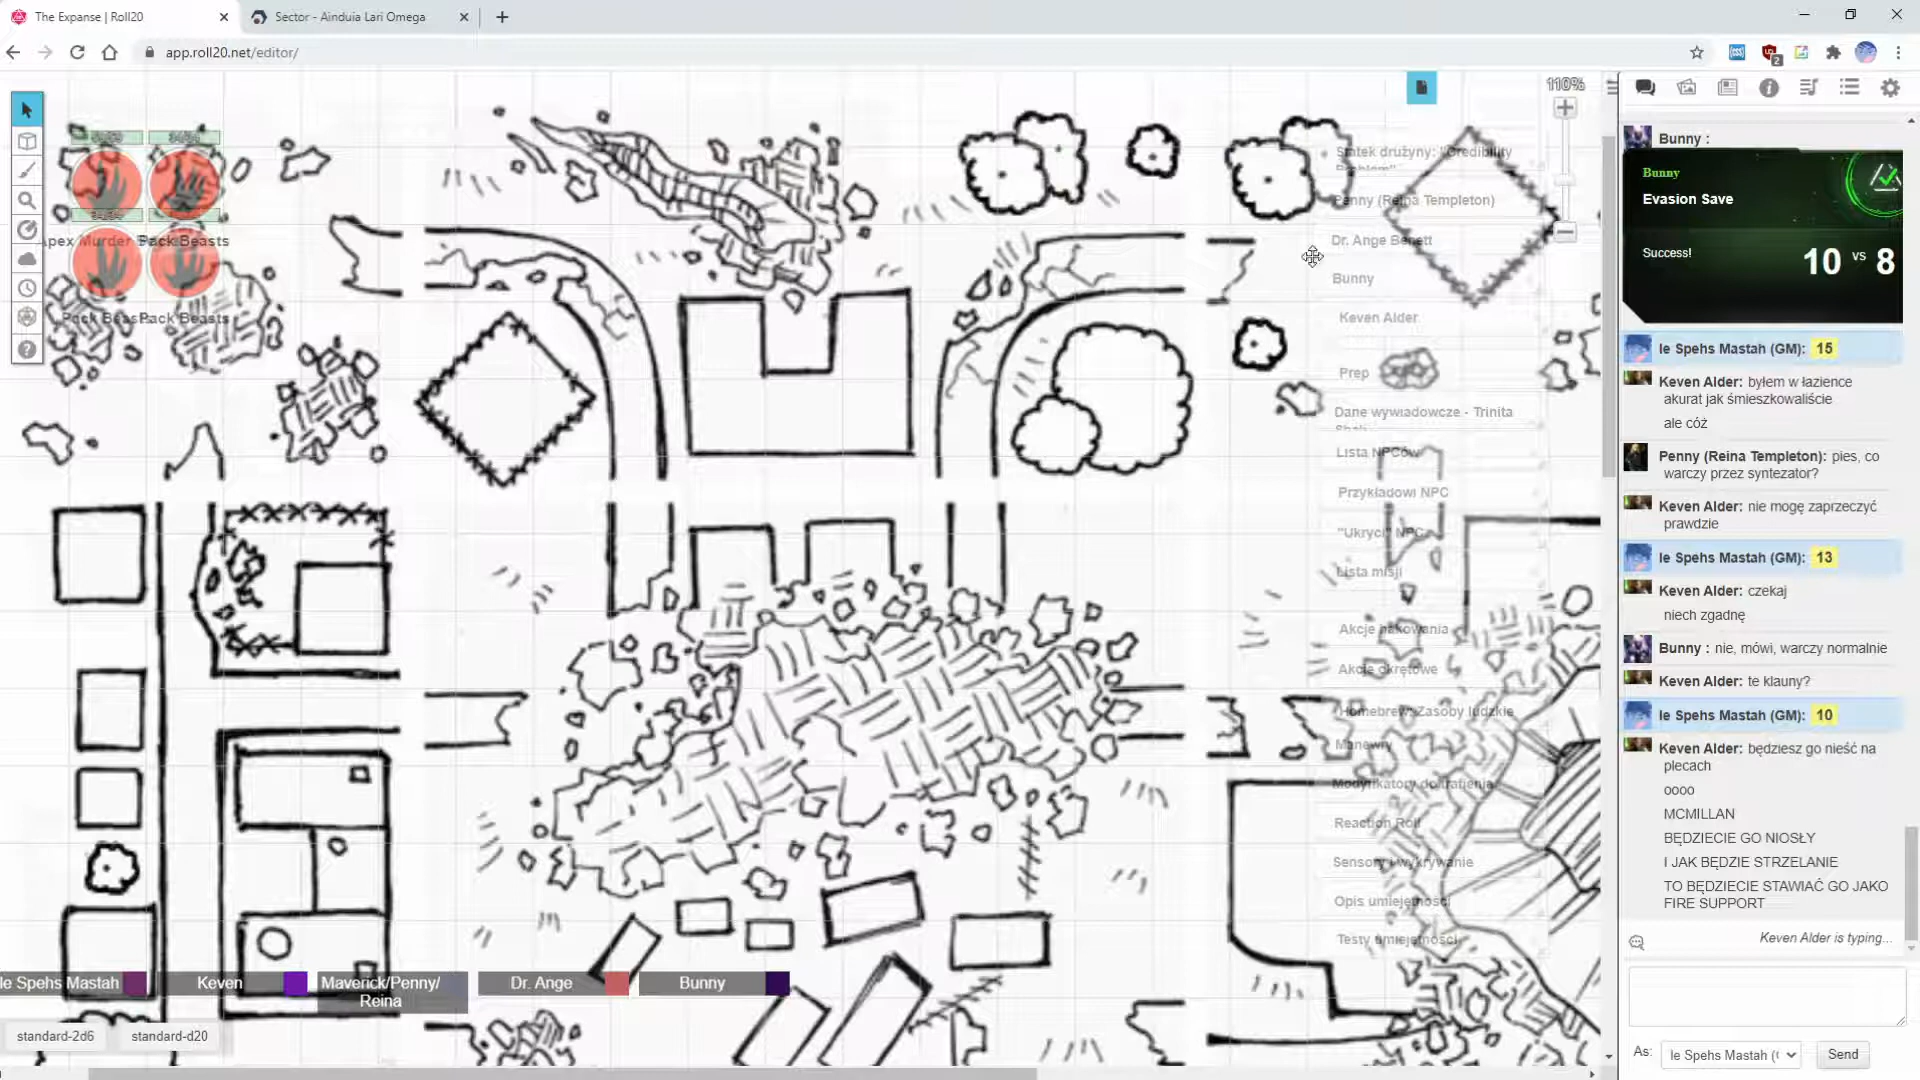 The Expanse | Roll20
Sector - Ainduia Lari Omega
app.roll20.net/editor/
2
110%
Apex Murder
Pack Beasts
Pack Beasts
Pack Beasts
Statek drużyny: "Credibility
Problem"
Penny (Reina Templeton)
Dr. Ange Benett
Bunny
Keven Alder
Prep
Dane wywiadowcze - Trinita
Lista NPCów
Przykładowi NPC
"Ukryci" NPC
Lista misji
Akcje hakowania
Akcje okrętowe
Homebrew: Zasoby ludzkie
Manewry
Modyfikatory do trafienia
Reaction Roll
Sensory i wykrywanie
Opis umiejętności
Testy umiejętności
le Spehs Mastah
Keven
Maverick/Penny/
Reina
Dr. Ange
Bunny
standard-2d6
standard-d20
Bunny :
Bunny
Evasion Save
Success!
10 vs 8
le Spehs Mastah (GM): 15
Keven Alder: byłem w łazience
akurat jak śmieszkowaliście
ale cóż
Penny (Reina Templeton): pies, co
warczy przez syntezator?
Keven Alder: nie mogę zaprzeczyć
prawdzie
le Spehs Mastah (GM): 13
Keven Alder: czekaj
niech zgadnę
Bunny : nie, mówi, warczy normalnie
Keven Alder: te klauny?
le Spehs Mastah (GM): 10
Keven Alder: będziesz go nieść na
plecach
oooo
MCMILLAN
BĘDZIECIE GO NIOSŁY
I JAK BĘDZIE STRZELANIE
TO BĘDZIECIE STAWIAĆ GO JAKO
FIRE SUPPORT
Keven Alder is typing...
As:
le Spehs Mastah (
Send